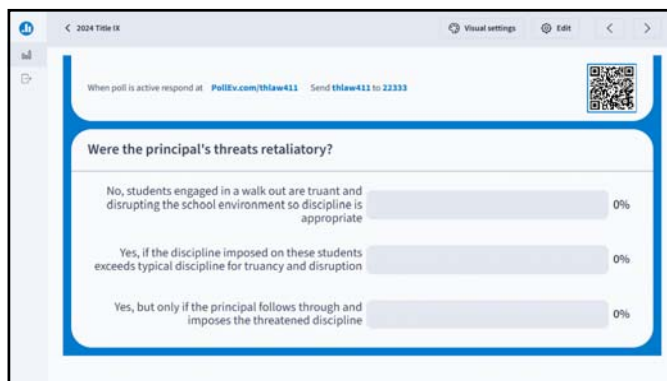 2024 Title IX
Visual settings
Edit
When poll is active respond at PollEv.com/thlaw411 Send thlaw411 to 22333
Were the principal's threats retaliatory?
No, students engaged in a walk out are truant and
disrupting the school environment so discipline is
appropriate
0%
Yes, if the discipline imposed on these students
exceeds typical discipline for truancy and disruption
0%
Yes, but only if the principal follows through and
imposes the threatened discipline
0%